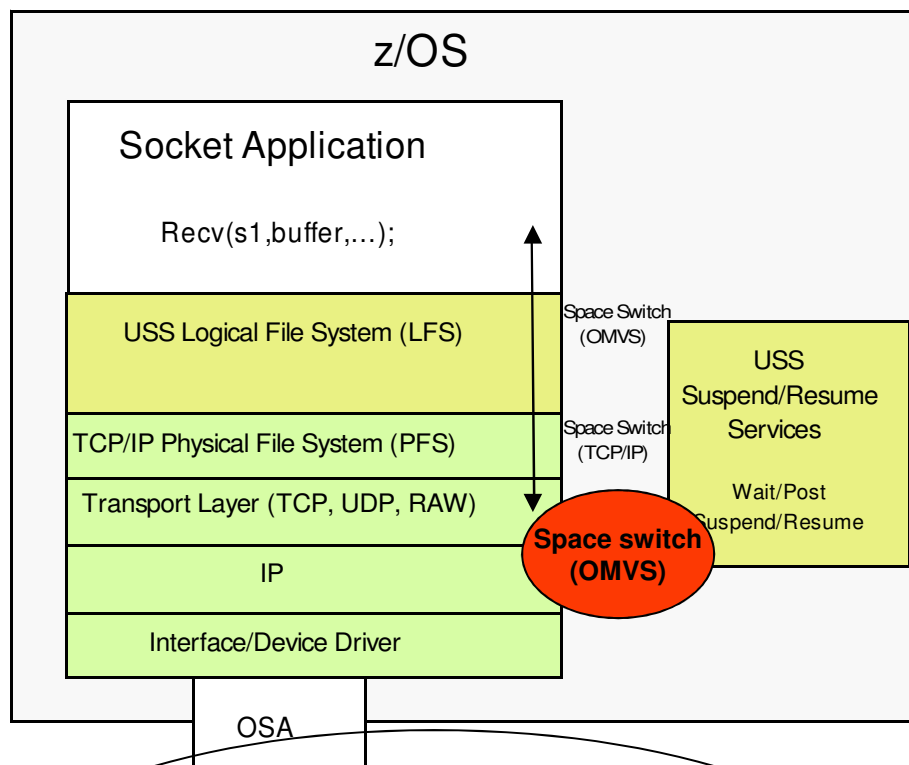 z/OS
Socket Application
Recv(s1,buffer,...);
USS Logical File System (LFS)
Space Switch
(OMVS)
USS
Suspend/Resume
Services
TCP/IP Physical File System (PFS)
Space Switch
(TCP/IP)
Transport Layer (TCP, UDP, RAW)
Wait/Post
Suspend/Resume
Space switch
(OMVS)
IP
Interface/Device Driver
OSA